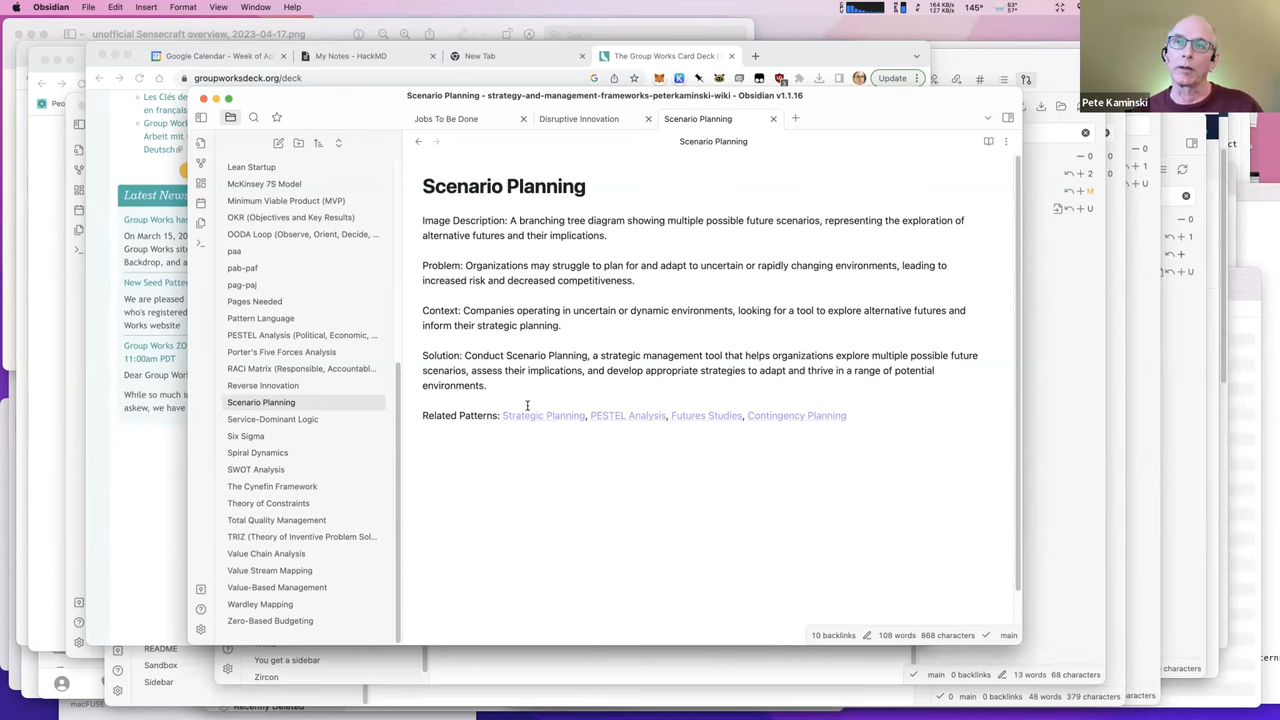 Obsidian File Edit Insert Format View Window Help
164 KB/s
127 KB/s
145°
63°
57°
unofficial Sensecraft overview, 2023-04-17.png
Search
Google Calendar - Week of Ap
My Notes - HackMD
New Tab
The Group Works Card Deck |
groupworksdeck.org/deck
Update
Pete Kaminski
Scenario Planning - strategy-and-management-frameworks-peterkaminski-wiki - Obsidian v1.1.16
Jobs To Be Done
Disruptive Innovation
Scenario Planning
Scenario Planning
Peo
Les Clés de
en français
Group Works
Arbeit mit
Deutsch
Latest News
Group Works has
On March 15, 20
Group Works site
Backdrop, and a
New Seed Patter
We are pleased
who's registered
Works website
Group Works ZO
11:00am PDT
Dear Group Wor
While so much i
askew, we have
Lean Startup
McKinsey 7S Model
Minimum Viable Product (MVP)
OKR (Objectives and Key Results)
OODA Loop (Observe, Orient, Decide, ...
paa
pab-paf
pag-paj
Pages Needed
Pattern Language
PESTEL Analysis (Political, Economic, ...
Porter's Five Forces Analysis
RACI Matrix (Responsible, Accountabl...
Reverse Innovation
Scenario Planning
Service-Dominant Logic
Six Sigma
Spiral Dynamics
SWOT Analysis
The Cynefin Framework
Theory of Constraints
Total Quality Management
TRIZ (Theory of Inventive Problem Sol...
Value Chain Analysis
Value Stream Mapping
Value-Based Management
Wardley Mapping
Zero-Based Budgeting
Scenario Planning
Image Description: A branching tree diagram showing multiple possible future scenarios, representing the exploration of
alternative futures and their implications.
Problem: Organizations may struggle to plan for and adapt to uncertain or rapidly changing environments, leading to
increased risk and decreased competitiveness.
Context: Companies operating in uncertain or dynamic environments, looking for a tool to explore alternative futures and
inform their strategic planning.
Solution: Conduct Scenario Planning, a strategic management tool that helps organizations explore multiple possible future
scenarios, assess their implications, and develop appropriate strategies to adapt and thrive in a range of potential
environments.
Related Patterns: Strategic Planning, PESTEL Analysis, Futures Studies, Contingency Planning
10 backlinks 108 words 868 characters main
README
Sandbox
Sidebar
You get a sidebar
Zircon
main 0 backlinks 13 words 68 characters
0 main 0 backlinks 48 words 379 characters
macFUSE
Recently Deleted